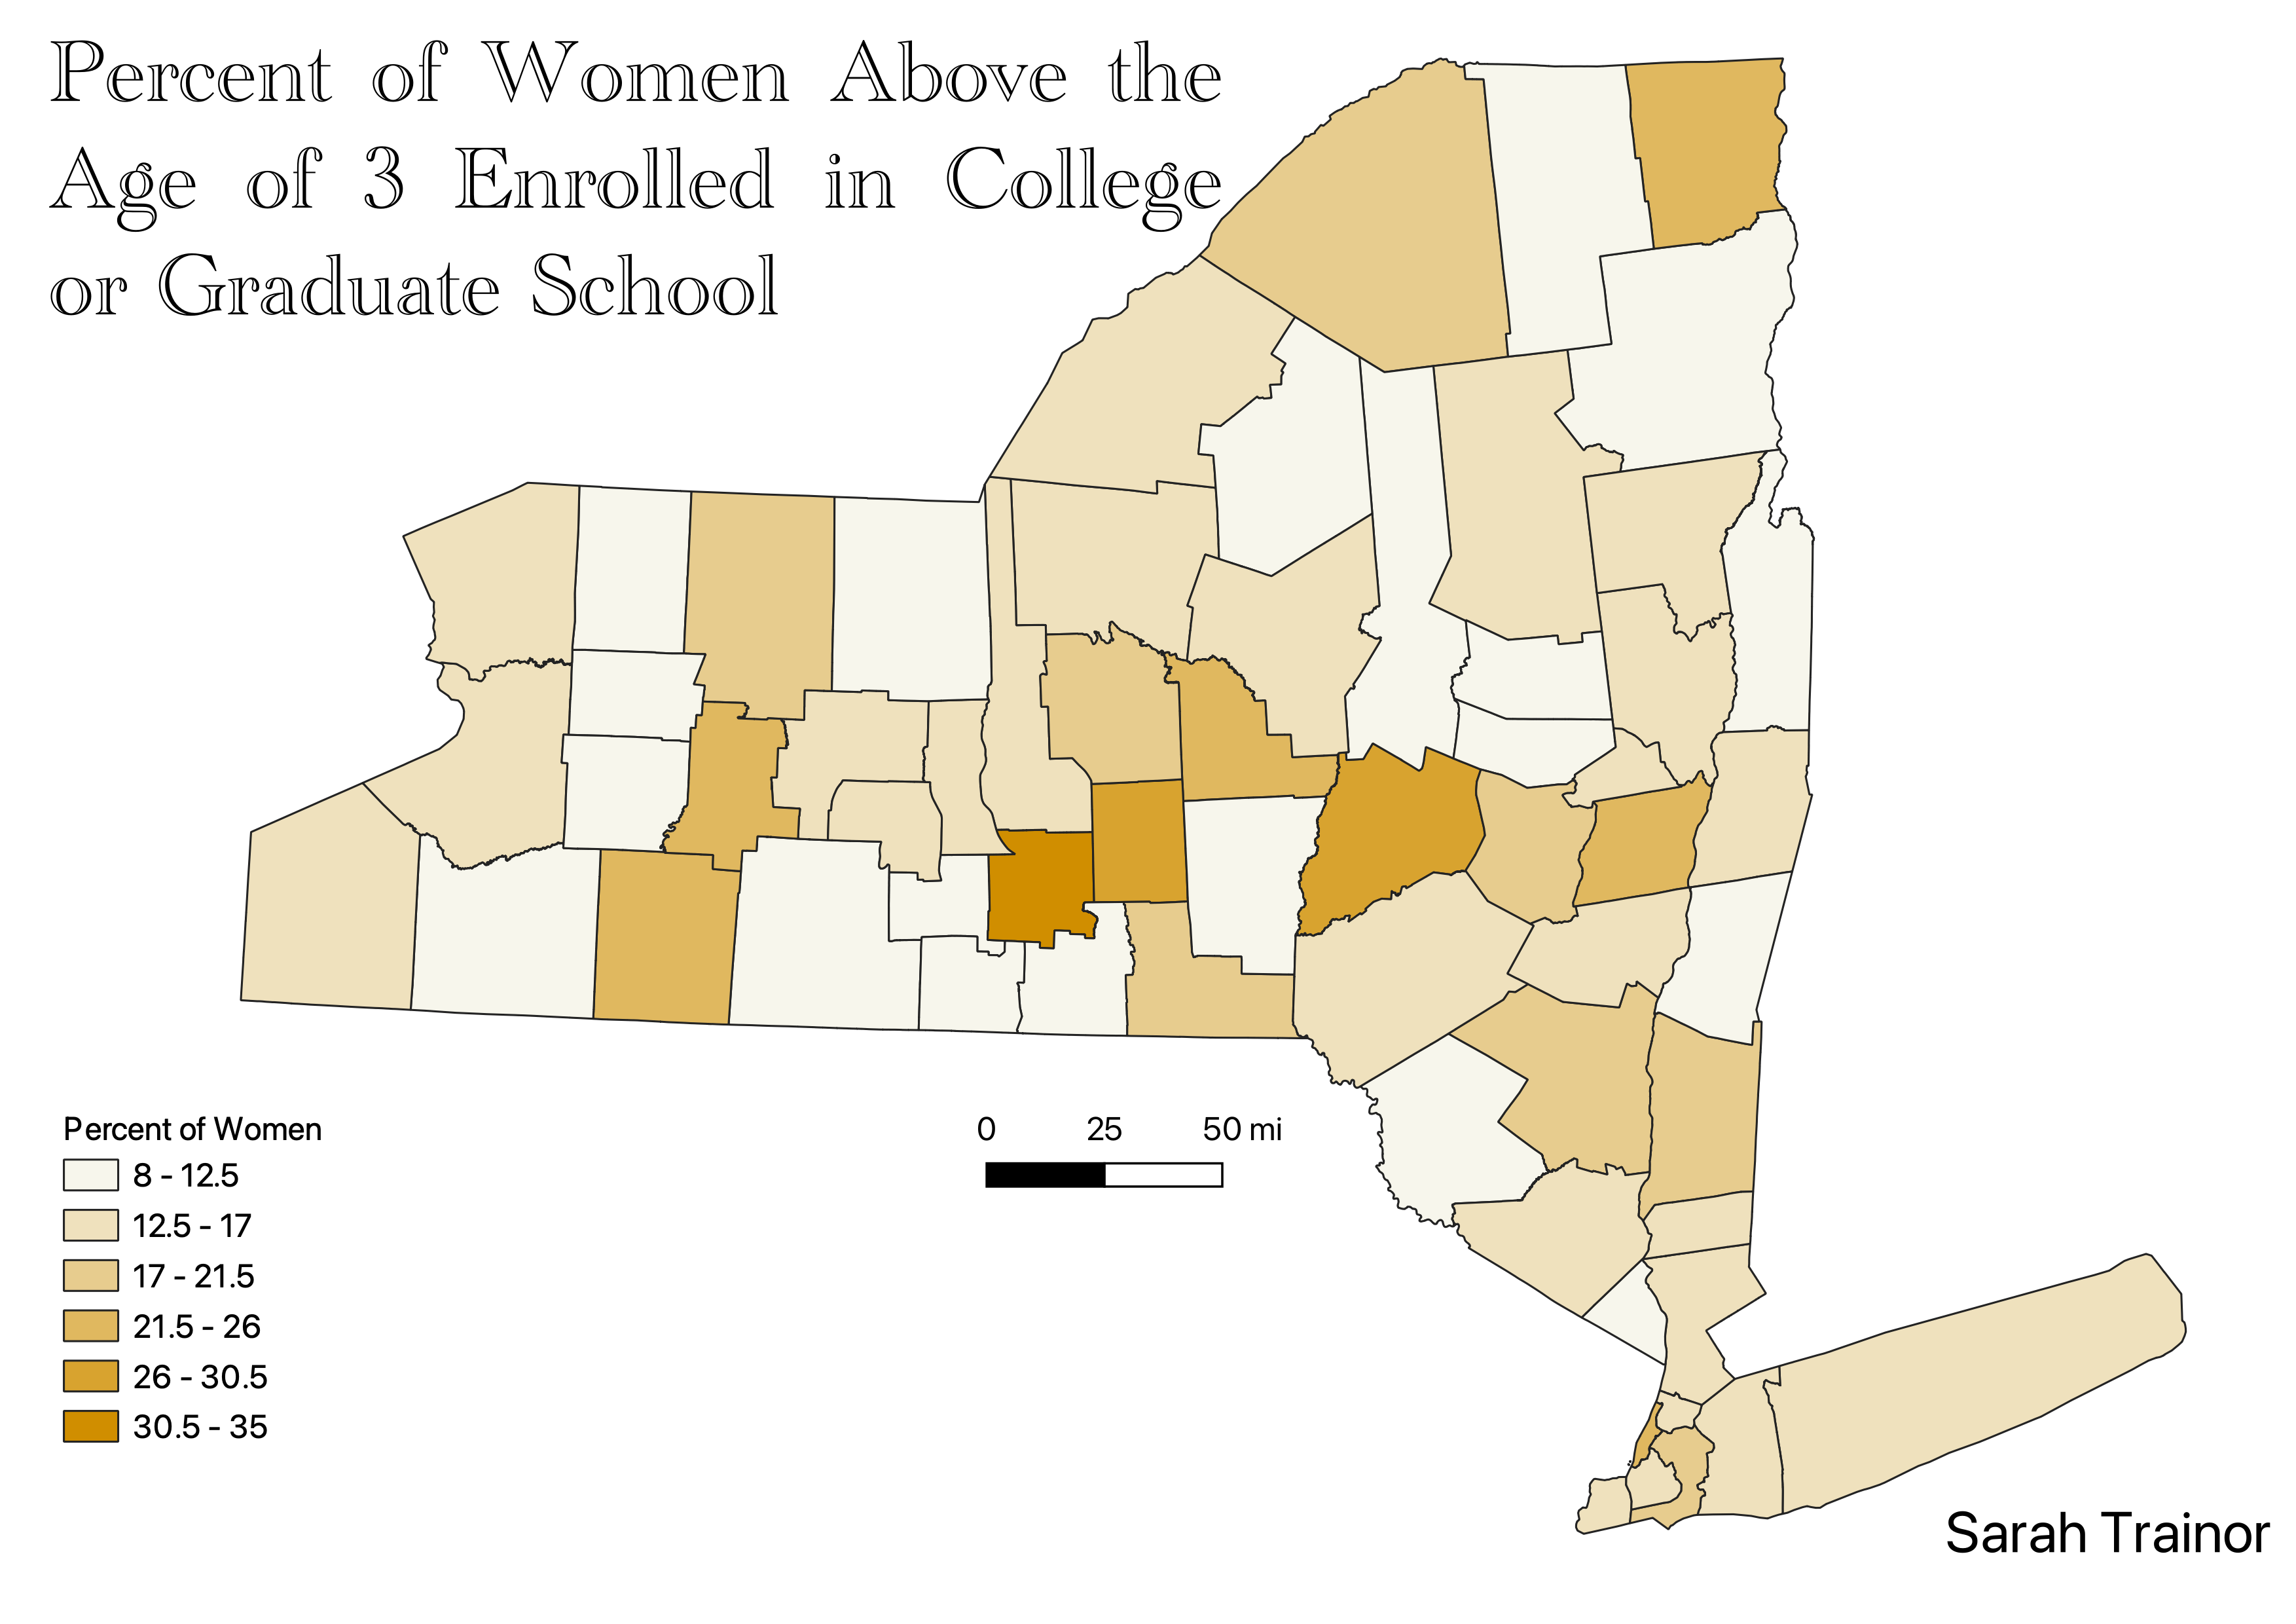 Percent of Women Above the
Age of 3 Enrolled in College
or Graduate School
Percent of Women
8 - 12.5
12.5 - 17
17 - 21.5
21.5 - 26
26 - 30.5
30.5 - 35
0 25 50 mi
Sarah Trainor